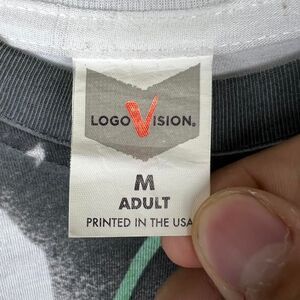 LOGO VISION®
M
ADULT
PRINTED IN THE USA